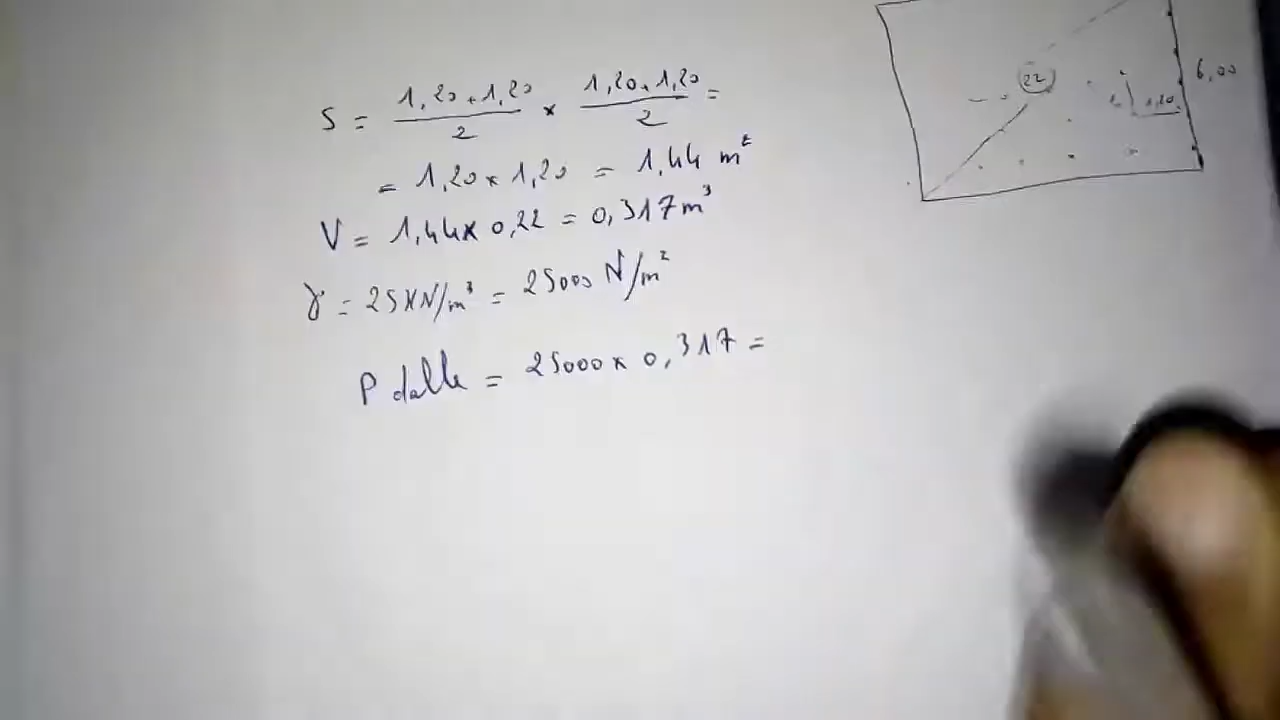 S = (1,20+1,20)/2 × (1,20+1,20)/2 =
= 1,20 × 1,20 = 1,44 m²
V = 1,44 × 0,22 = 0,317 m³
γ = 25 KN/m³ = 25000 N/m²
P dalle = 25000 × 0,317 =
22
6,00
1,20